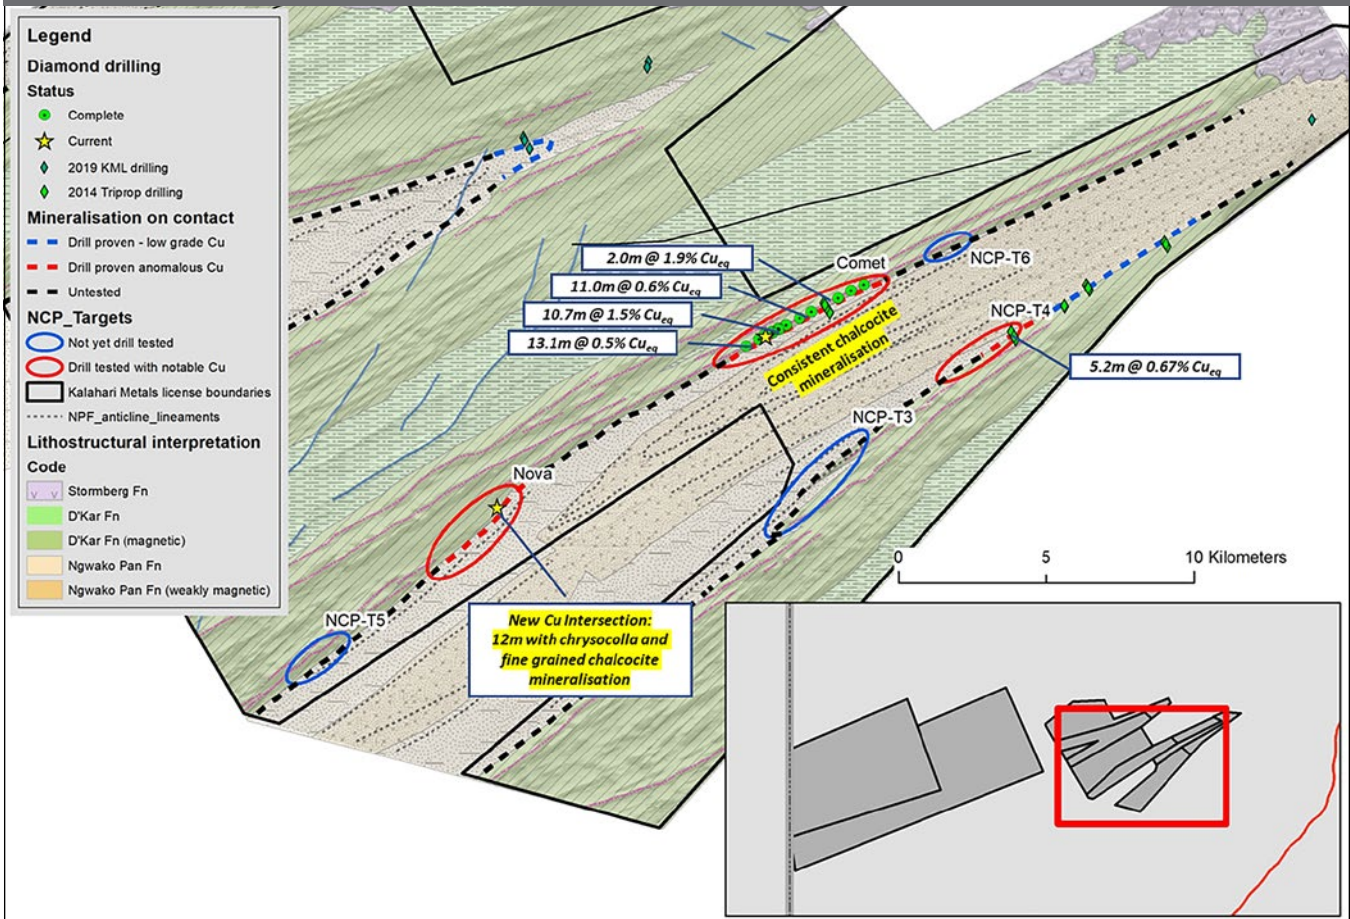 Legend
Diamond drilling
Status
Complete
Current
2019 KML drilling
2014 Triprop drilling
Mineralisation on contact
Drill proven - low grade Cu
Drill proven anomalous Cu
Untested
NCP_Targets
Not yet drill tested
Drill tested with notable Cu
Kalahari Metals license boundaries
NPF_anticline_lineaments
Lithostructural interpretation
Code
Stormberg Fn
D'Kar Fn
D'Kar Fn (magnetic)
Ngwako Pan Fn
Ngwako Pan Fn (weakly magnetic)
2.0m @ 1.9% Cueq
11.0m @ 0.6% Cueq
10.7m @ 1.5% Cueq
13.1m @ 0.5% Cueq
Comet
NCP-T6
Consistent chalcocite
mineralisation
NCP-T4
5.2m @ 0.67% Cueq
NCP-T3
Nova
New Cu Intersection:
12m with chrysocolla and
fine grained chalcocite
mineralisation
NCP-T5
0 5 10 Kilometers